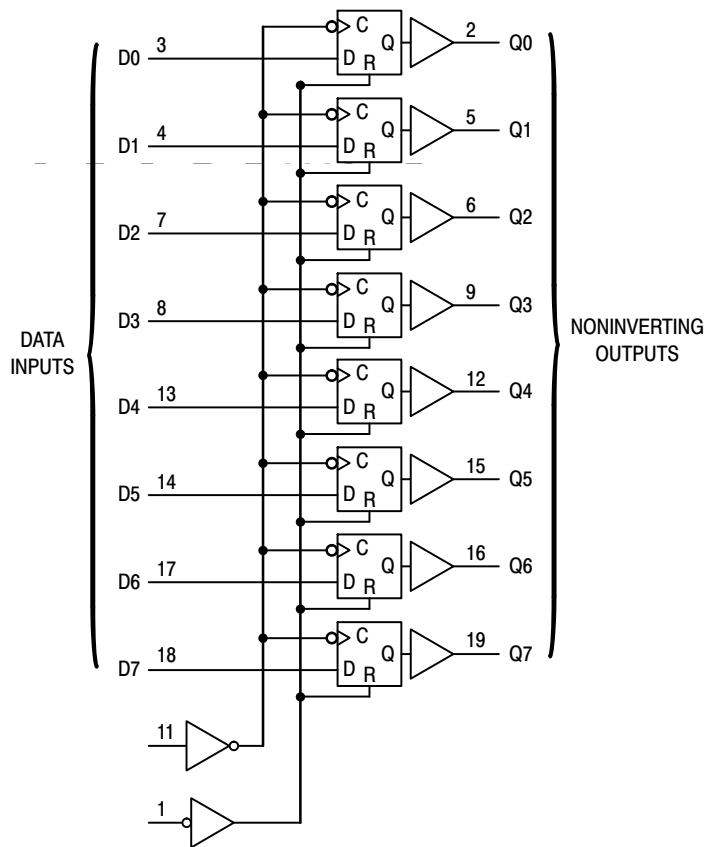 C
Q
2
Q0
D0
3
D
R
C
Q
5
Q1
D1
4
D
R
C
Q
6
Q2
D2
7
D
R
C
Q
9
Q3
D3
8
D
R
DATA
INPUTS
NONINVERTING
OUTPUTS
C
Q
12
Q4
D4
13
D
R
C
Q
15
Q5
D5
14
D
R
C
Q
16
Q6
D6
17
D
R
C
Q
19
Q7
D7
18
D
R
11
1